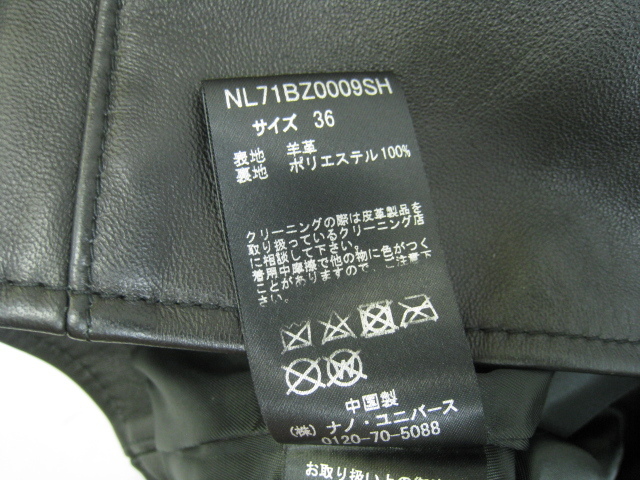 NL71BZ0009SH
サイズ 36
表地 羊革
裏地 ポリエステル100%
クリーニングの際は皮革製品を
取り扱っているクリーニング店
に相談して下さい。
着用中摩擦で他の物に色がつく
ことがありますので、ご注意下
さい。
中国製
(株) ナノ・ユニバース
0120-70-5088
お取り扱い上の